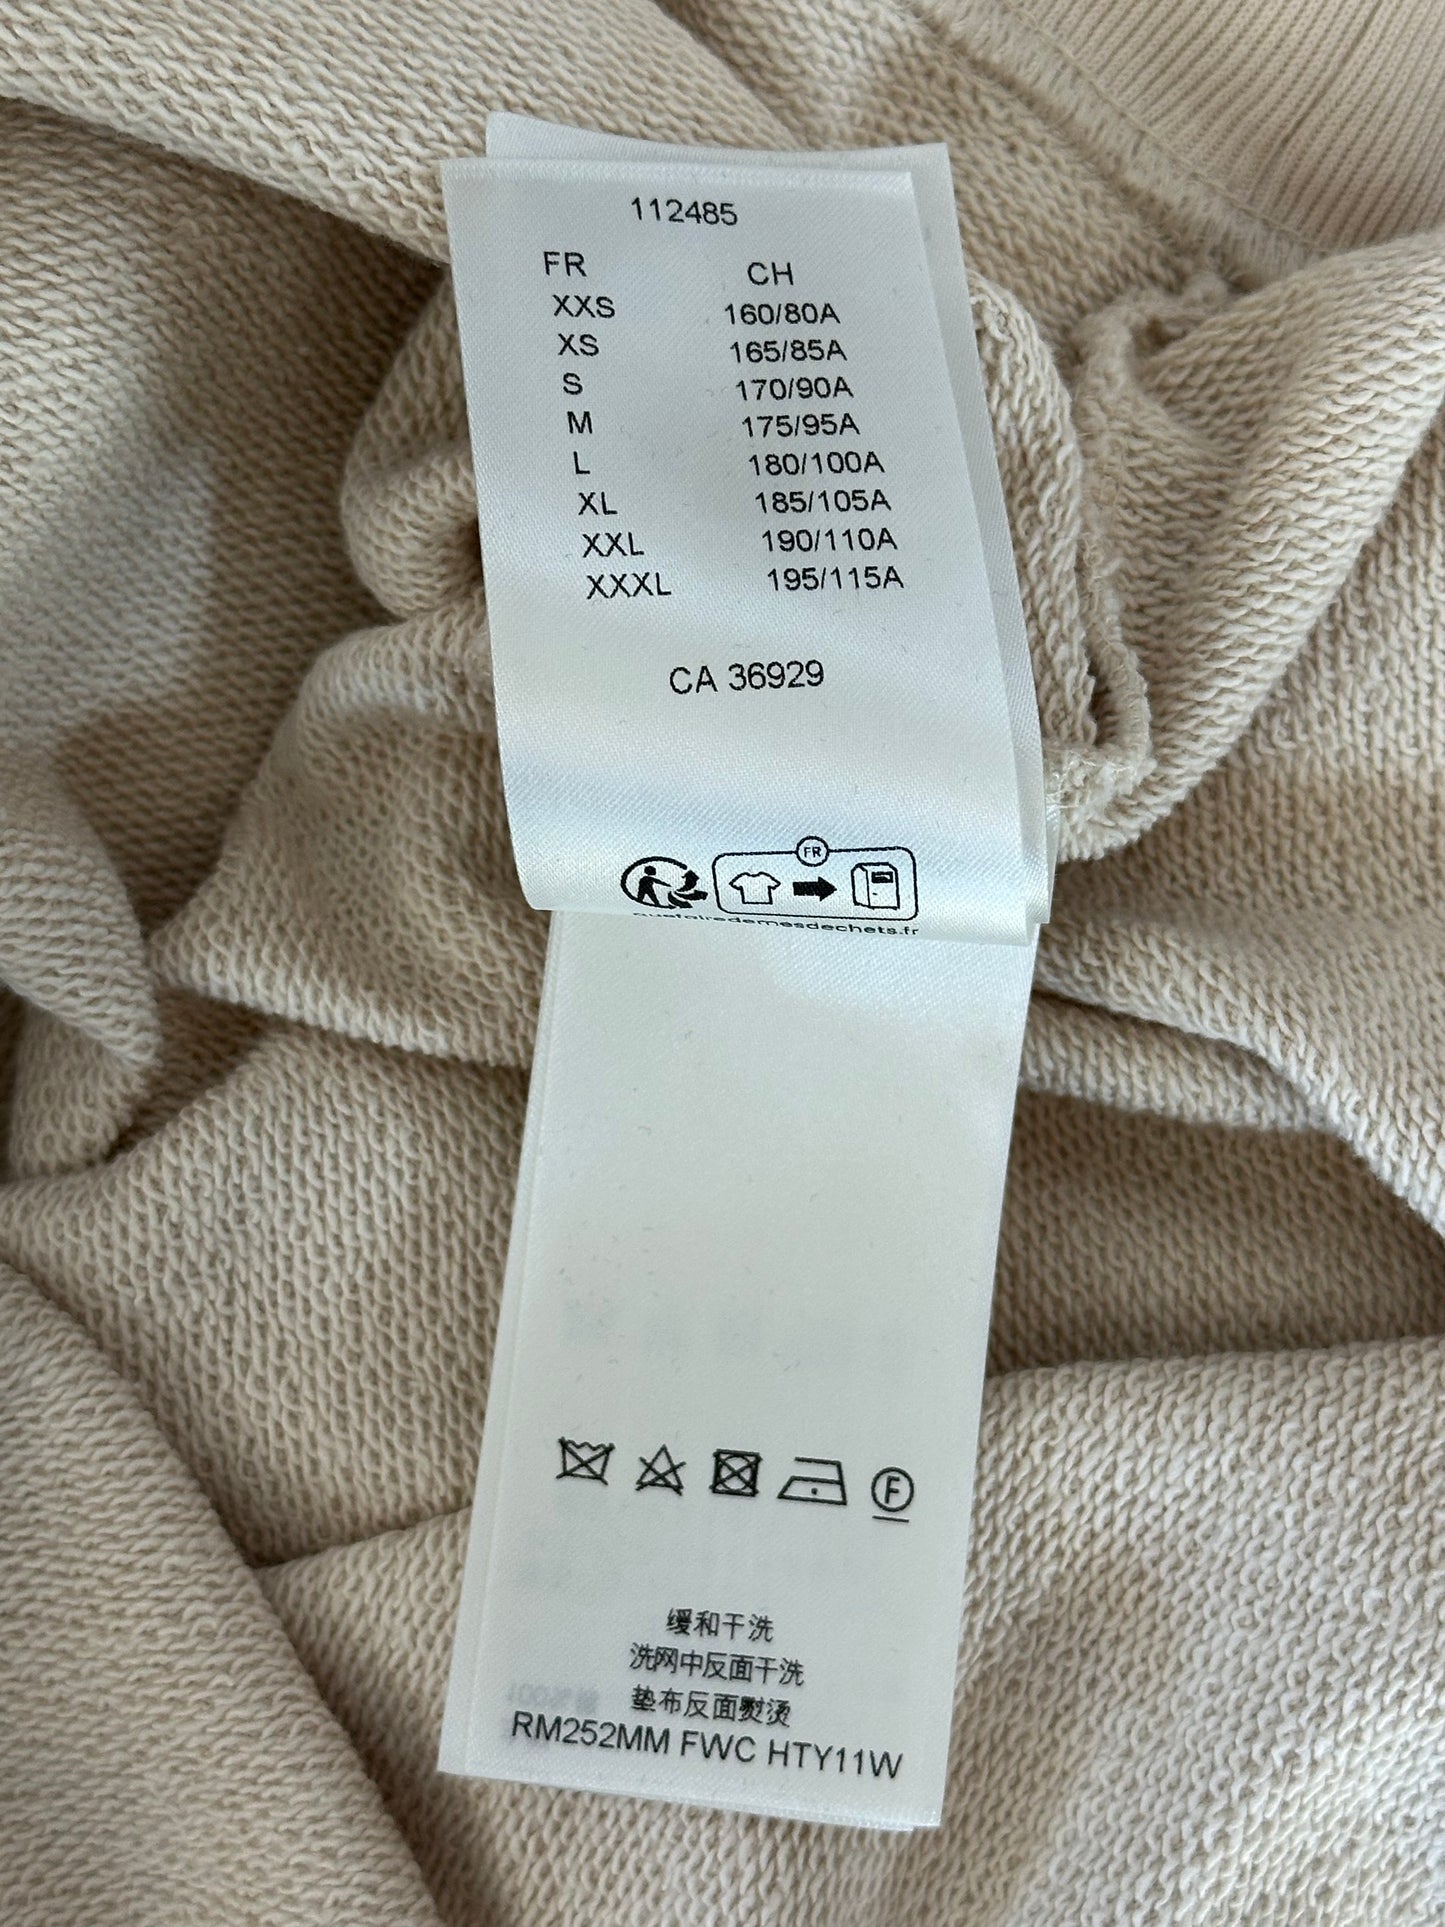 112485
FR CH
XXS 160/80A
XS 165/85A
S 170/90A
M 175/95A
L 180/100A
XL 185/105A
XXL 190/110A
XXXL 195/115A
CA 36929
FR
quefairedemesdechets.fr
F
缓和干洗
洗网中反面干洗
垫布反面熨烫
RM252MM FWC HTY11W